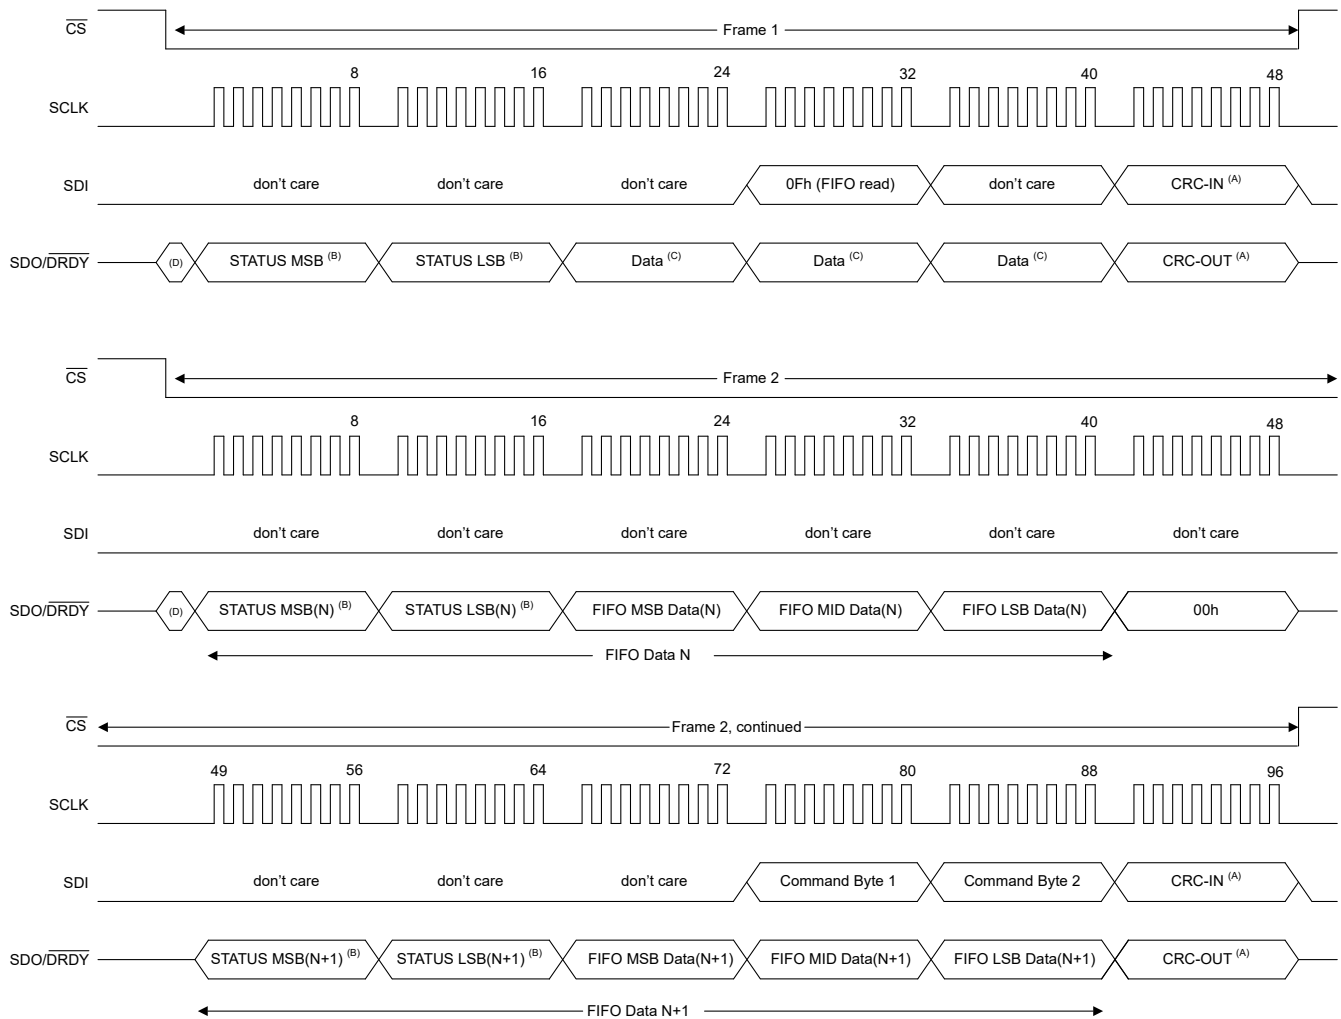 CS
Frame 1
8 16 24 32 40 48
SCLK
SDI don't care don't care don't care 0Fh (FIFO read) don't care CRC-IN (A)
SDO/DRDY (D) STATUS MSB (B) STATUS LSB (B) Data (C) Data (C) Data (C) CRC-OUT (A)
CS
Frame 2
8 16 24 32 40 48
SCLK
SDI don't care don't care don't care don't care don't care don't care
SDO/DRDY (D) STATUS MSB(N) (B) STATUS LSB(N) (B) FIFO MSB Data(N) FIFO MID Data(N) FIFO LSB Data(N) 00h
FIFO Data N
CS
Frame 2, continued
49 56 64 72 80 88 96
SCLK
SDI don't care don't care don't care Command Byte 1 Command Byte 2 CRC-IN (A)
SDO/DRDY STATUS MSB(N+1) (B) STATUS LSB(N+1) (B) FIFO MSB Data(N+1) FIFO MID Data(N+1) FIFO LSB Data(N+1) CRC-OUT (A)
FIFO Data N+1